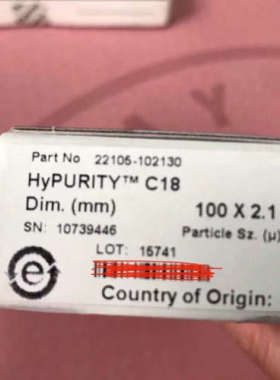 Part No 22105-102130
HyPURITY™ C18
Dim. (mm) 100 X 2.1
SN: 10739446 Particle Sz. (µ)
LOT: 15741
Country of Origin: